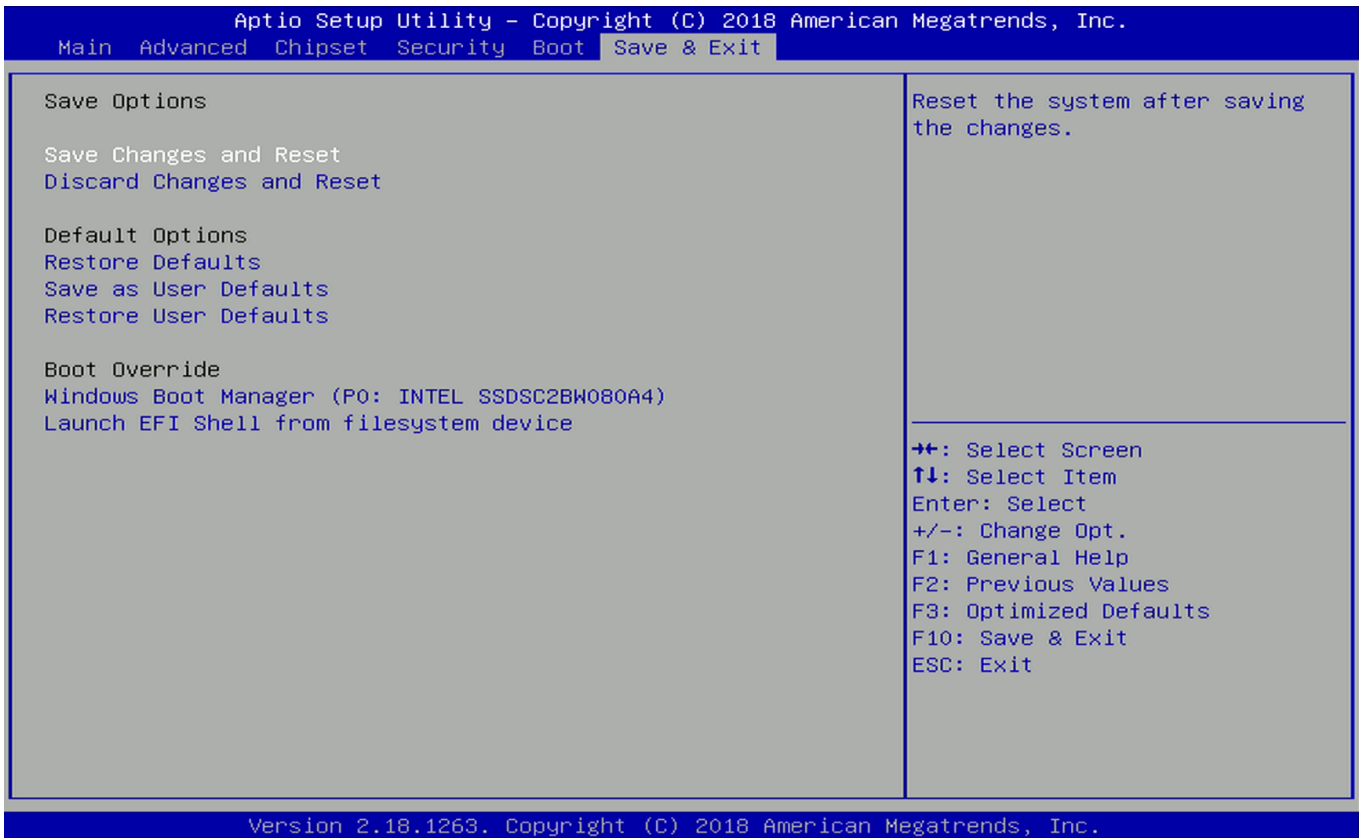 Aptio Setup Utility – Copyright (C) 2018 American Megatrends, Inc.
Main Advanced Chipset Security Boot Save & Exit
Save Options
Save Changes and Reset
Discard Changes and Reset
Default Options
Restore Defaults
Save as User Defaults
Restore User Defaults
Boot Override
Windows Boot Manager (P0: INTEL SSDSC2BW080A4)
Launch EFI Shell from filesystem device
Reset the system after saving
the changes.
→←: Select Screen
↑↓: Select Item
Enter: Select
+/-: Change Opt.
F1: General Help
F2: Previous Values
F3: Optimized Defaults
F10: Save & Exit
ESC: Exit
Version 2.18.1263. Copyright (C) 2018 American Megatrends, Inc.